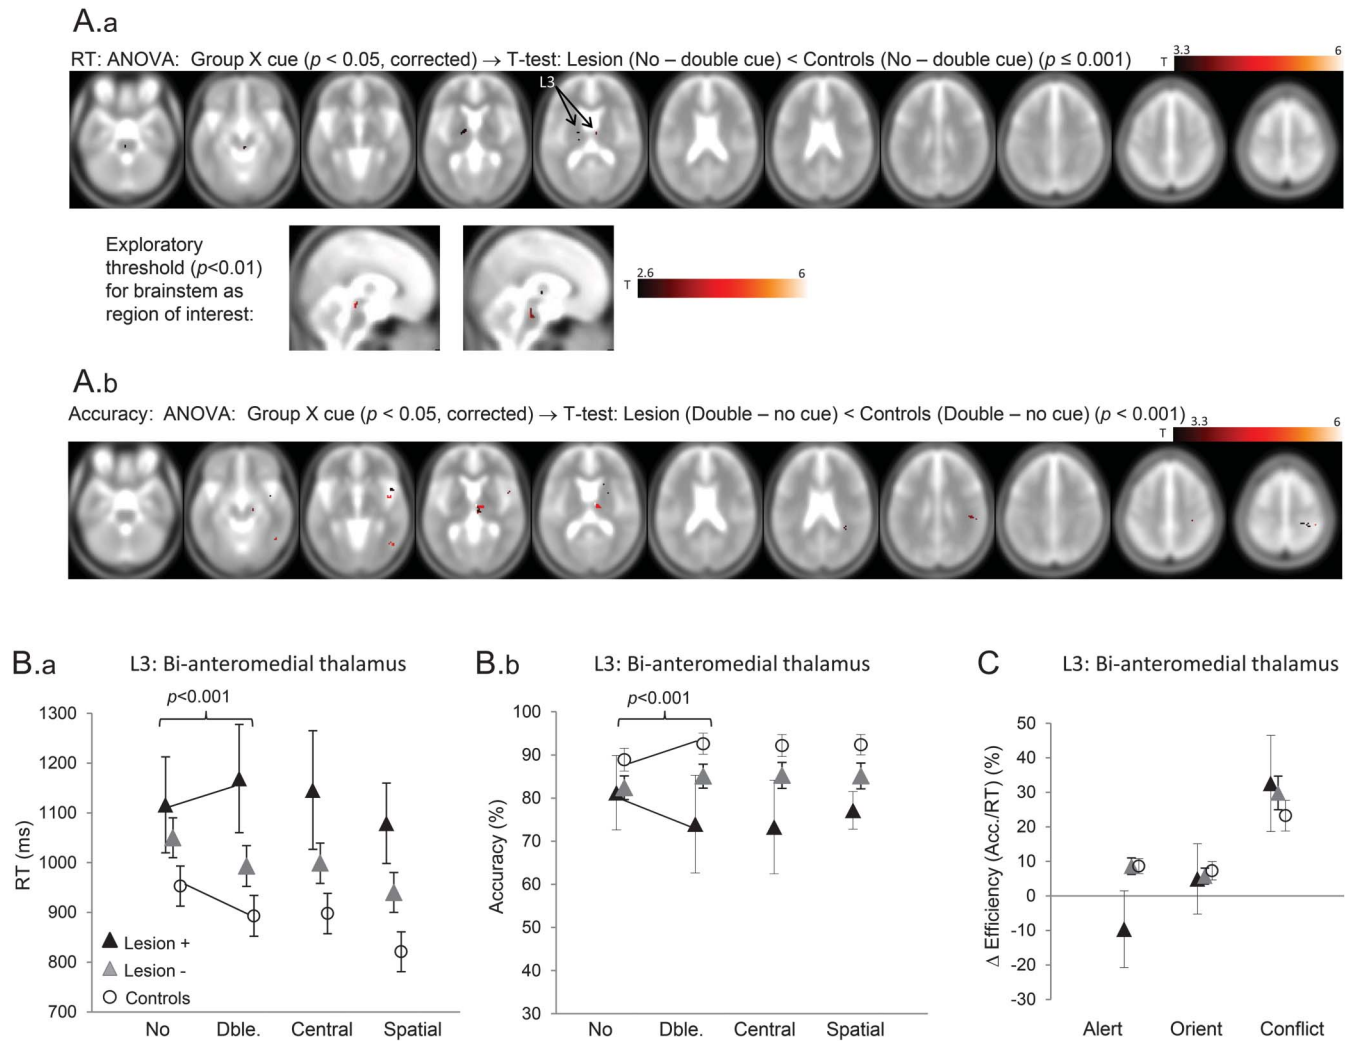 A.a
RT: ANOVA: Group X cue (p < 0.05, corrected) → T-test: Lesion (No – double cue) < Controls (No – double cue) (p ≤ 0.001)
T 3.3 6
L3
Exploratory
threshold (p<0.01)
for brainstem as
region of interest:
T 2.6 6
A.b
Accuracy: ANOVA: Group X cue (p < 0.05, corrected) → T-test: Lesion (Double – no cue) < Controls (Double – no cue) (p < 0.001)
T 3.3 6
B.a L3: Bi-anteromedial thalamus
p<0.001
RT (ms)
1300
1200
1100
1000
900
800
700
Lesion +
Lesion -
Controls
No Dble. Central Spatial
B.b L3: Bi-anteromedial thalamus
p<0.001
Accuracy (%)
100
90
80
70
60
50
40
30
No Dble. Central Spatial
C L3: Bi-anteromedial thalamus
Δ Efficiency (Acc./RT) (%)
50
40
30
20
10
0
-10
-20
-30
Alert Orient Conflict